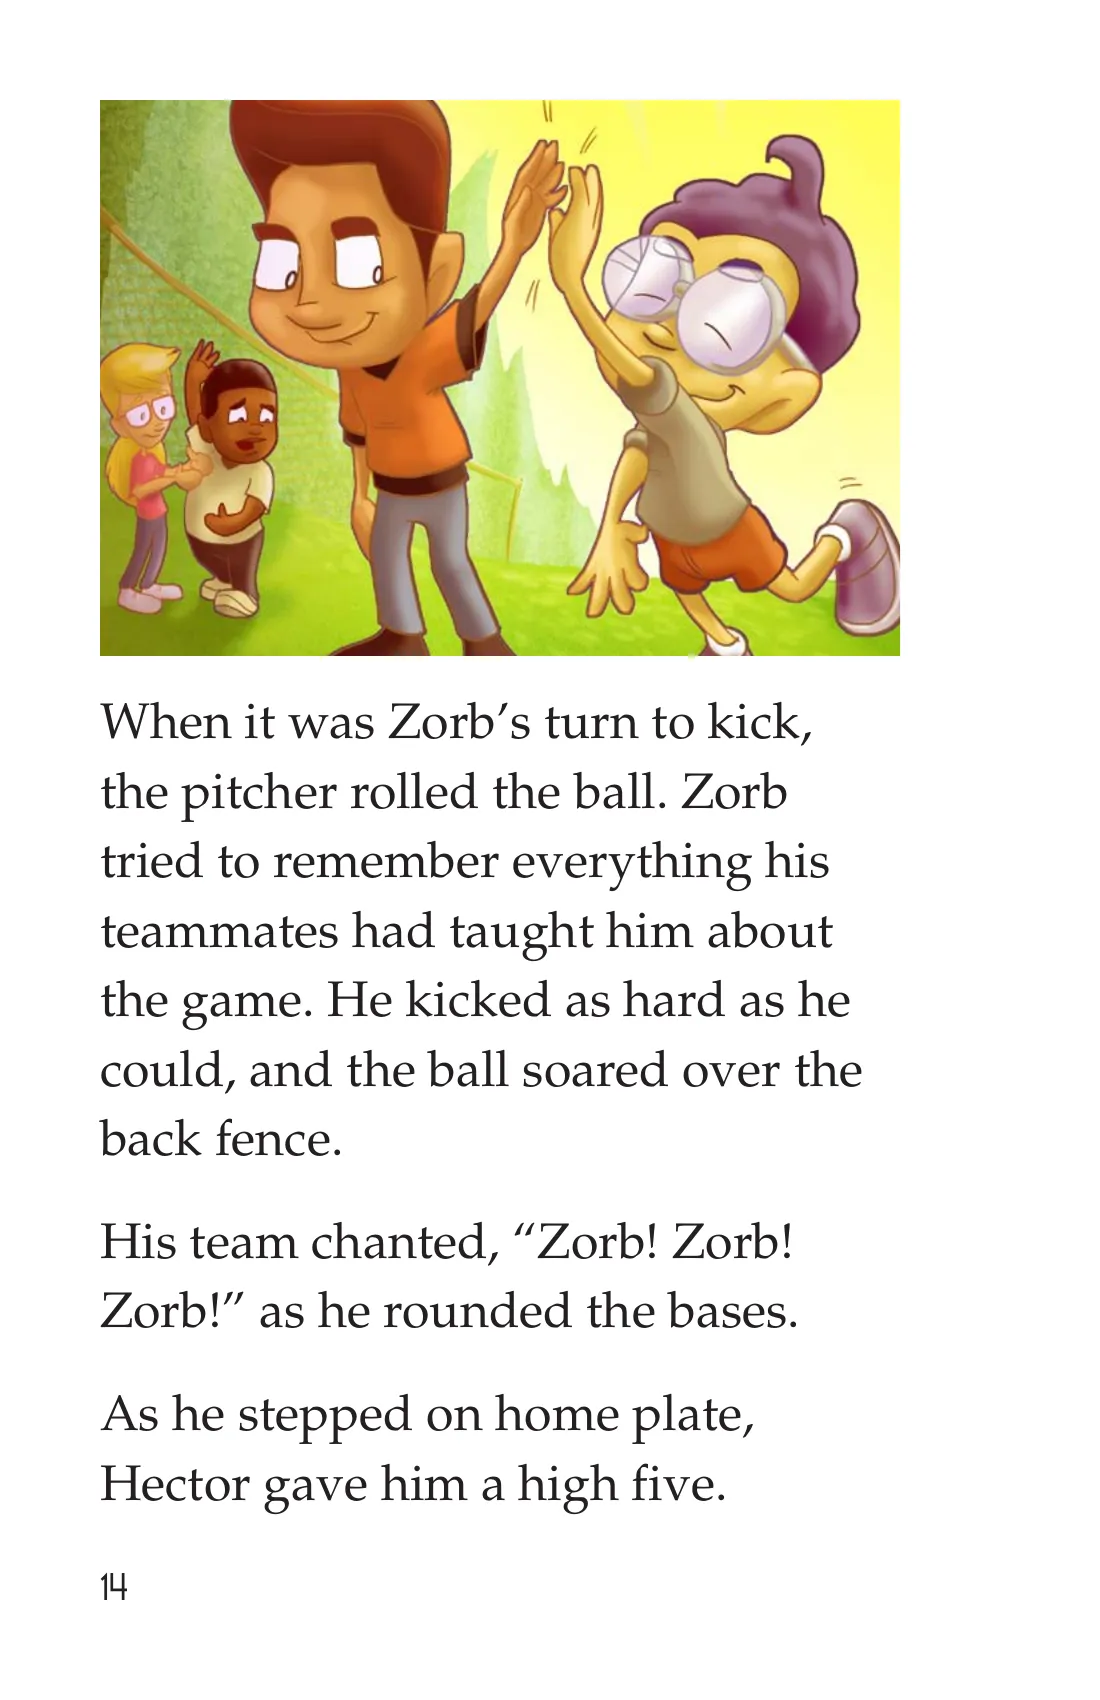 When it was Zorb’s turn to kick,
the pitcher rolled the ball. Zorb
tried to remember everything his
teammates had taught him about
the game. He kicked as hard as he
could, and the ball soared over the
back fence.
His team chanted, “Zorb! Zorb!
Zorb!” as he rounded the bases.
As he stepped on home plate,
Hector gave him a high five.
14